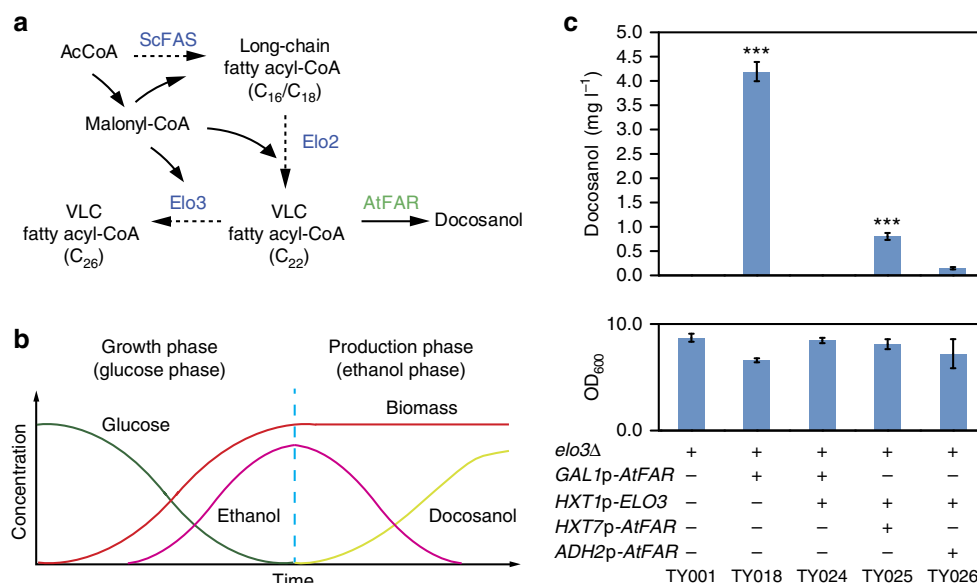 a
AcCoA
ScFAS
Long-chain
fatty acyl-CoA
(C16/C18)
Malonyl-CoA
Elo2
Elo3
AtFAR
VLC
fatty acyl-CoA
(C26)
VLC
fatty acyl-CoA
(C22)
Docosanol
b
Growth phase
(glucose phase)
Production phase
(ethanol phase)
Glucose
Biomass
Ethanol
Docosanol
Concentration
Time
c
Docosanol (mg l−1)
5.0
4.5
4.0
3.5
3.0
2.5
2.0
1.5
1.0
0.5
0.0
***
***
OD600
10.0
0.0
elo3Δ + + + + +
GAL1p-AtFAR − + + − −
HXT1p-ELO3 − − + + +
HXT7p-AtFAR − − − + −
ADH2p-AtFAR − − − − +
TY001 TY018 TY024 TY025 TY026